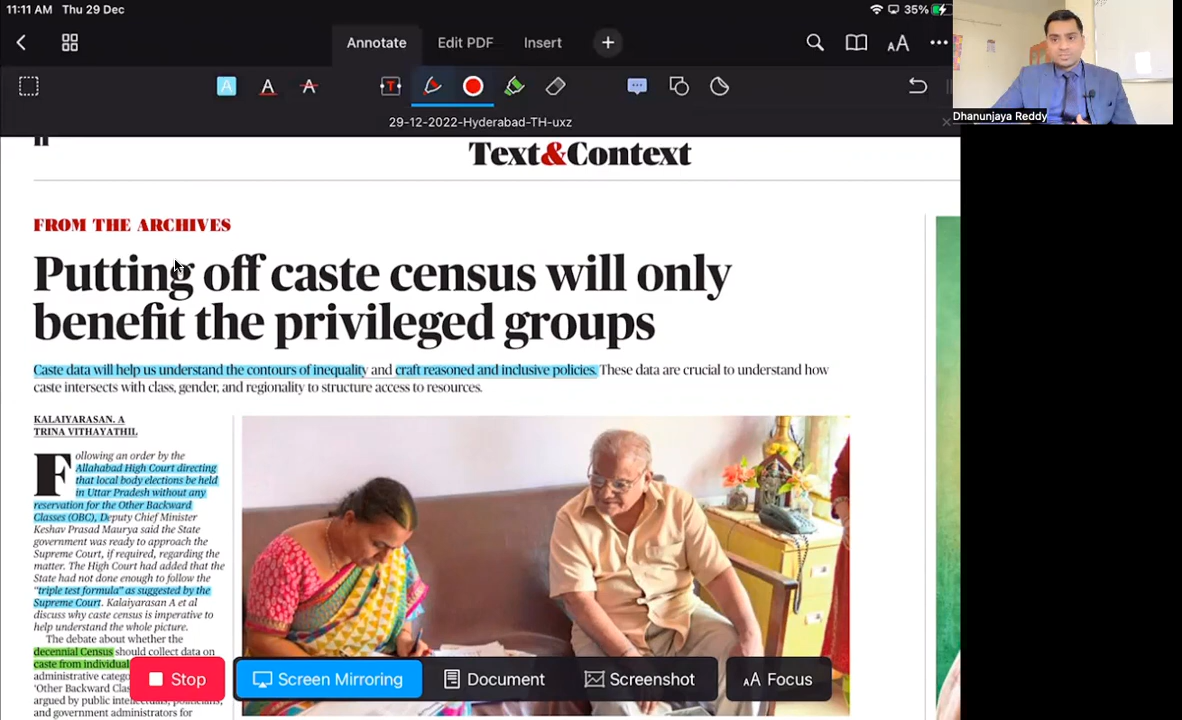 11:11 AM Thu 29 Dec
35%
Annotate
Edit PDF
Insert
AA
A
A
A
T
29-12-2022-Hyderabad-TH-uxz
Dhanunjaya Reddy
Text&Context
FROM THE ARCHIVES
Putting off caste census will only
benefit the privileged groups
Caste data will help us understand the contours of inequality and craft reasoned and inclusive policies. These data are crucial to understand how
caste intersects with class, gender, and regionality to structure access to resources.
KALAIYARASAN. A
TRINA VITHAYATHIL
Following an order by the
Allahabad High Court directing
that local body elections be held
in Uttar Pradesh without any
reservation for the Other Backward
Classes (OBC), Deputy Chief Minister
Keshav Prasad Maurya said the State
government was ready to approach the
Supreme Court, if required, regarding the
matter. The High Court had added that the
State had not done enough to follow the
"triple test formula" as suggested by the
Supreme Court. Kalaiyarasan A et al
discuss why caste census is imperative to
help understand the whole picture.
The debate about whether the
decennial Census should collect data on
caste from individual
administrative categ
'Other Backward Clas
argued by public
and government administrators for
Stop
Screen Mirroring
Document
Screenshot
AA Focus